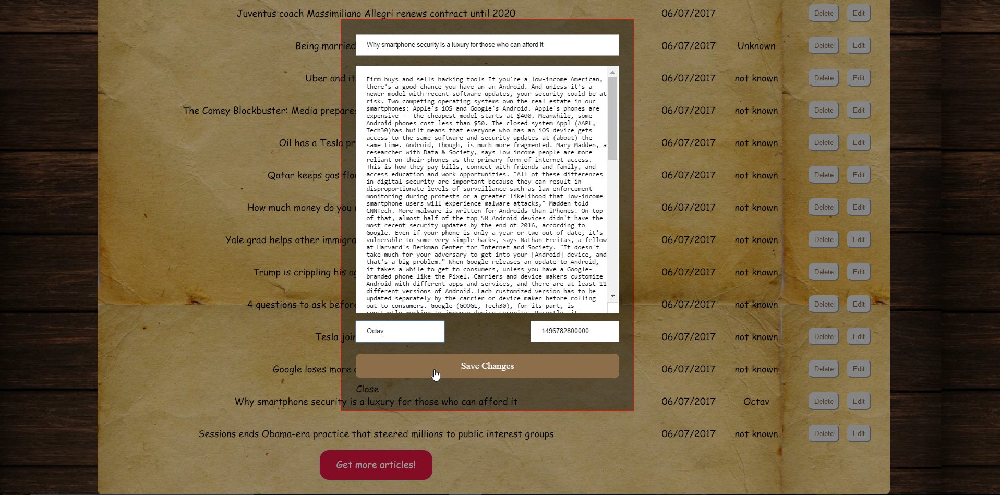 Juventus coach Massimiliano Allegri renews contract until 2020 06/07/2017 Delete Edit
Being married 06/07/2017 Unknown Delete Edit
Uber and it 06/07/2017 not known Delete Edit
The Comey Blockbuster: Media prepares 06/07/2017 not known Delete Edit
Oil has a Tesla pr 06/07/2017 not known Delete Edit
Qatar keeps gas flo 06/07/2017 not known Delete Edit
How much money do you 06/07/2017 not known Delete Edit
Yale grad helps other immigra 06/07/2017 not known Delete Edit
Trump is crippling his ag 06/07/2017 not known Delete Edit
4 questions to ask before 06/07/2017 not known Delete Edit
Tesla join 06/07/2017 not known Delete Edit
Google loses more 06/07/2017 not known Delete Edit
Why smartphone security is a luxury for those who can afford it
Firm buys and sells hacking tools If you're a low-income American,
there's a good chance you have an an Android. And unless it's a
newer model with recent software updates, your security could be at
risk. Two competing operating systems own the real estate in our
smartphones: Apple's iOS and Google's Android. Apple's phones are
expensive -- the cheapest model starts at $400. Meanwhile, some
Android phones cost less than $50. The closed system Appl (AAPL,
Tech30)has built means that everyone who has an iOS device gets
access to the same software and security updates at (about) the
same time. Android, though, is much more fragmented. Mary Madden, a
researcher with Data & Society, says low income people are more
reliant on their phones as the primary form of internet access.
This is how they pay bills, connect with friends and family, and
access education and work opportunities. "All of these differences
in digital security are important because they can result in
disproportionate levels of surveillance such as law enforcement
monitoring during protests or a greater likelihood that low-income
smartphone users will experience malware attacks," Madden told
CNNTech. More malware is written for Androids than iPhones. On top
of that, almost half of the top 50 Android devices didn't have the
most recent security updates by the end of 2016, according to
Google. Even if your phone is only a year or two out of date, it's
vulnerable to some very simple hacks, says Nathan Freitas, a fellow
at Harvard's Berkman Center for Internet and Society. "It doesn't
take much for your adversary to get into your [Android] device, and
that's a big problem." When Google releases an update to Android,
it takes a while to get to consumers, unless you have a Google-
branded phone like the Pixel. Carriers and device makers customize
Android with different apps and services, and there are at least 11
different versions of Android. Each customized version has to be
updated separately by the carrier or device maker before rolling
out to consumers. Google (GOOGL, Tech30), for its part, is
constantly working to improve device security. Recently, it
Octav 1496782800000
Save Changes
Close
Why smartphone security is a luxury for those who can afford it 06/07/2017 Octav Delete Edit
Sessions ends Obama-era practice that steered millions to public interest groups 06/07/2017 not known Delete Edit
Get more articles!